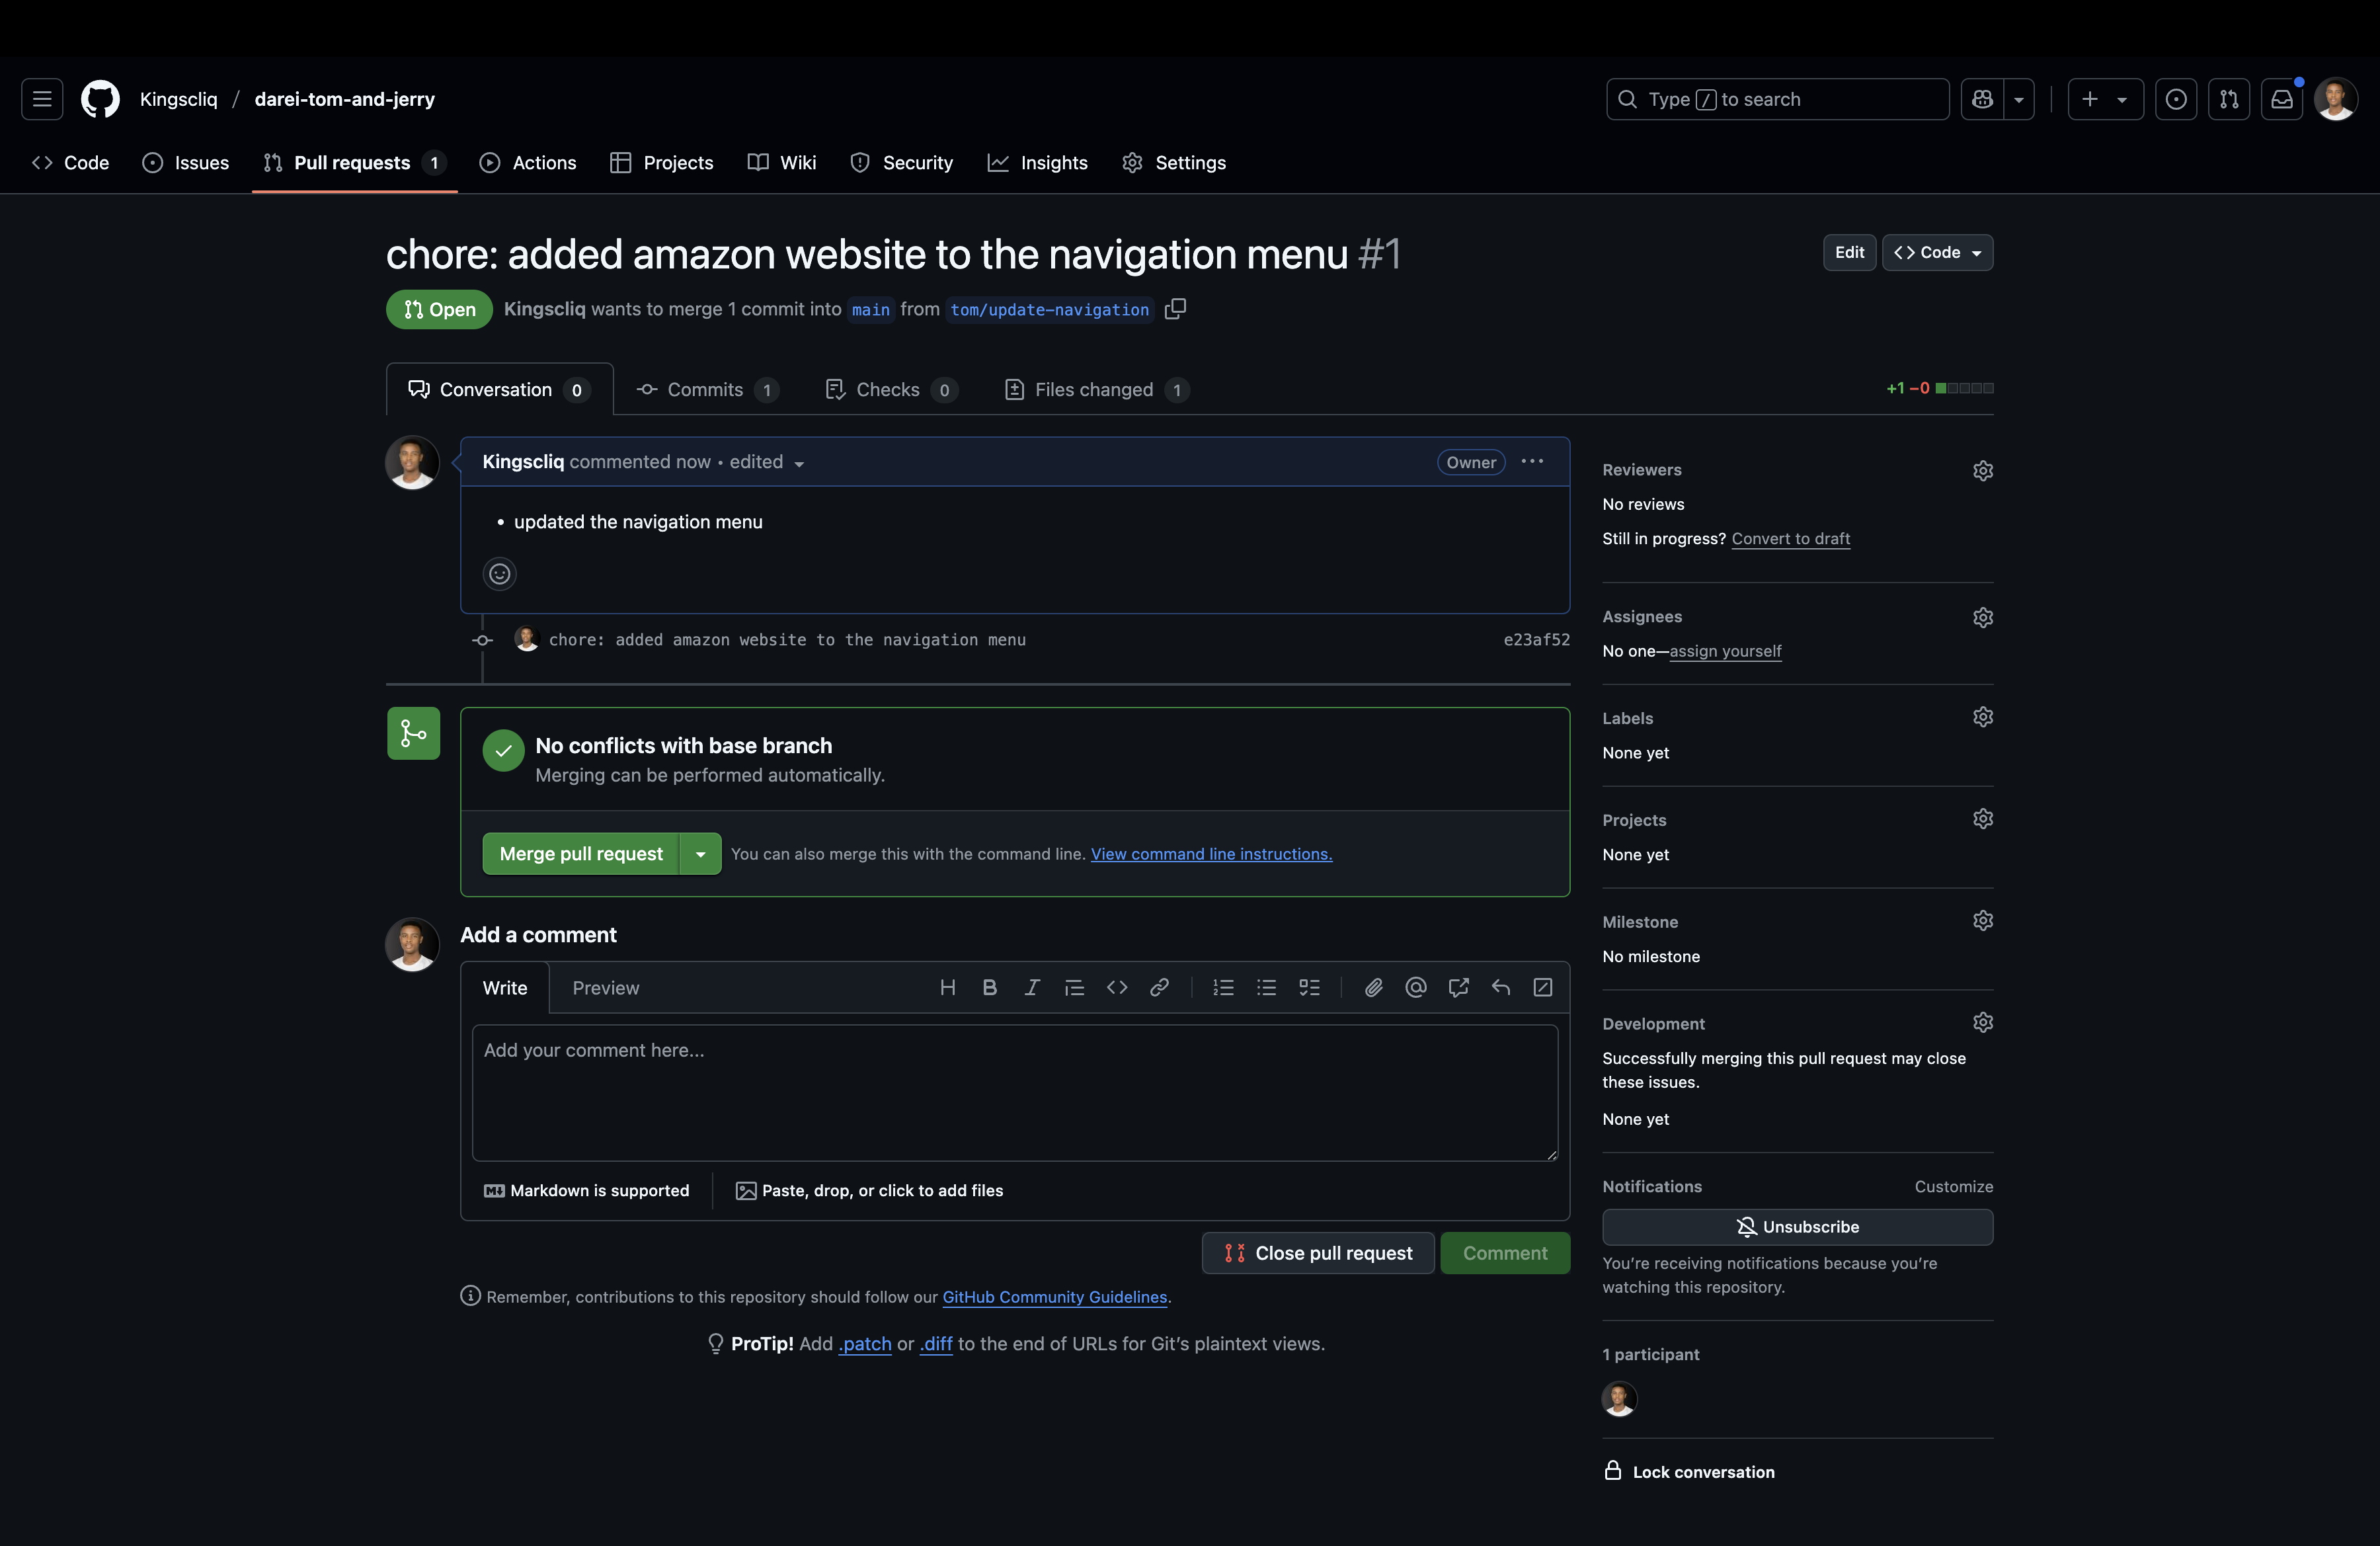 Kingscliq / darei-tom-and-jerry
Type / to search
Code
Issues
Pull requests 1
Actions
Projects
Wiki
Security
Insights
Settings
chore: added amazon website to the navigation menu #1
Edit
Code
Open
Kingscliq wants to merge 1 commit into main from tom/update-navigation
Conversation 0
Commits 1
Checks 0
Files changed 1
+1 −0
Kingscliq commented now • edited
Owner
• updated the navigation menu
chore: added amazon website to the navigation menu
e23af52
No conflicts with base branch
Merging can be performed automatically.
Merge pull request
You can also merge this with the command line. View command line instructions.
Add a comment
Write
Preview
Add your comment here...
Markdown is supported
Paste, drop, or click to add files
Close pull request
Comment
Remember, contributions to this repository should follow our GitHub Community Guidelines.
ProTip! Add .patch or .diff to the end of URLs for Git’s plaintext views.
Reviewers
No reviews
Still in progress? Convert to draft
Assignees
No one—assign yourself
Labels
None yet
Projects
None yet
Milestone
No milestone
Development
Successfully merging this pull request may close
these issues.
None yet
Notifications
Customize
Unsubscribe
You’re receiving notifications because you’re
watching this repository.
1 participant
Lock conversation